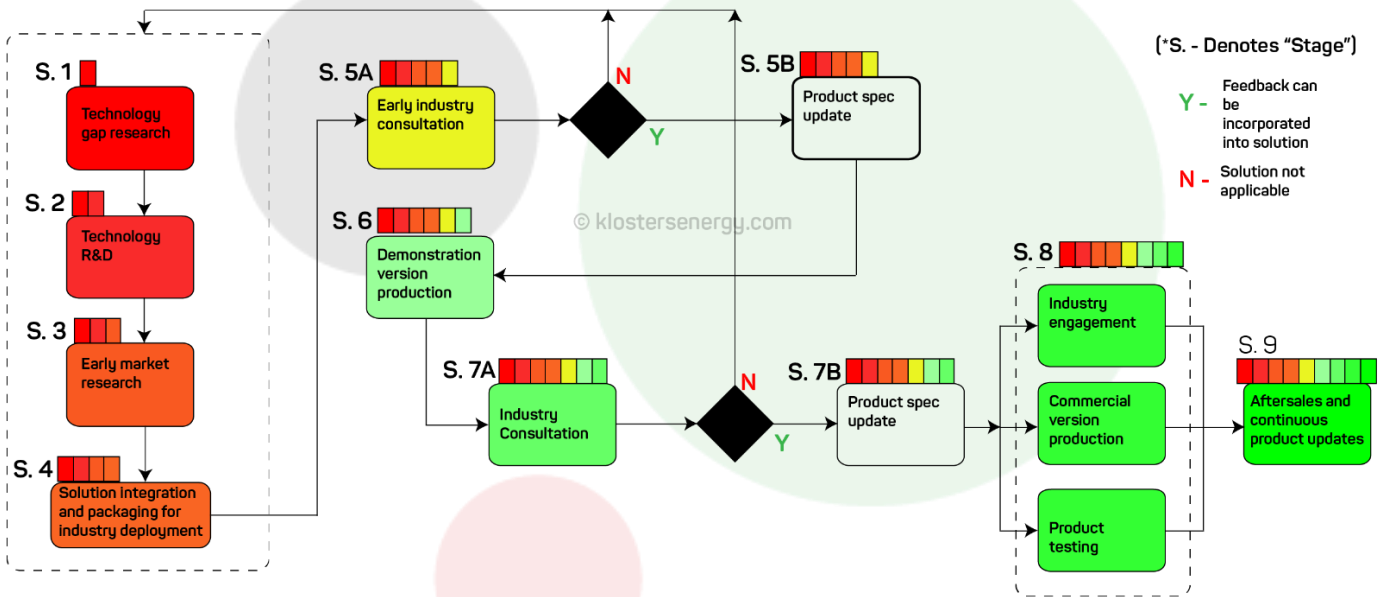 (*S. - Denotes “Stage”)
Y - Feedback can
be
incorporated
into solution
N - Solution not
applicable
S. 1
Technology
gap research
S. 2
Technology
R&D
S. 3
Early market
research
S. 4
Solution integration
and packaging for
industry deployment
S. 5A
Early industry
consultation
N
Y
S. 5B
Product spec
update
© klostersenergy.com
S. 6
Demonstration
version
production
S. 7A
Industry
Consultation
N
Y
S. 7B
Product spec
update
S. 8
Industry
engagement
Commercial
version
production
Product
testing
S. 9
Aftersales and
continuous
product updates